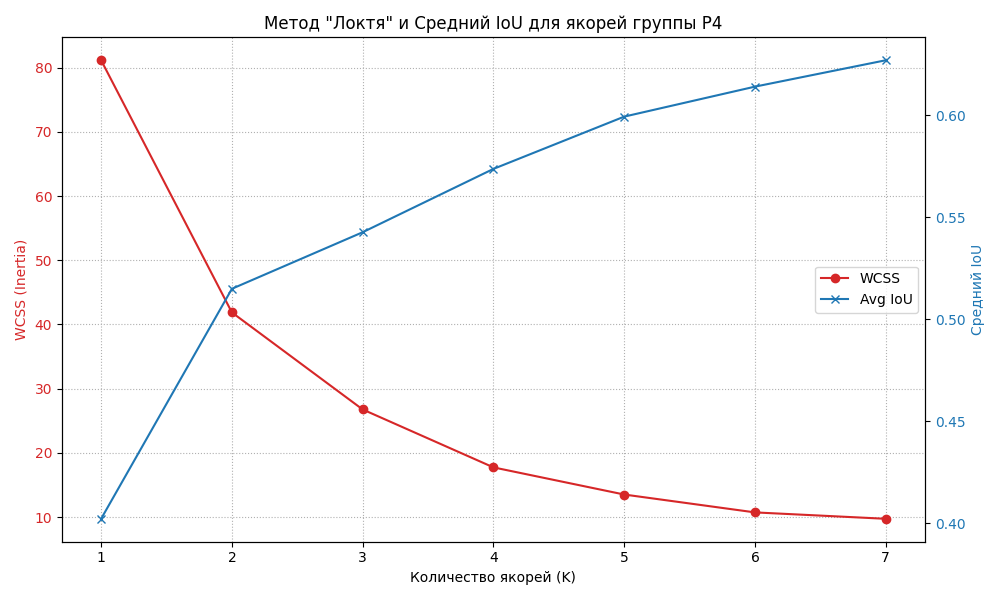 Метод "Локтя" и Средний IoU для якорей группы P4
WCSS (Inertia)
80
70
60
50
40
30
20
10
0.60
0.55
0.50
0.45
0.40
Средний IoU
WCSS
Avg IoU
1 2 3 4 5 6 7
Количество якорей (K)